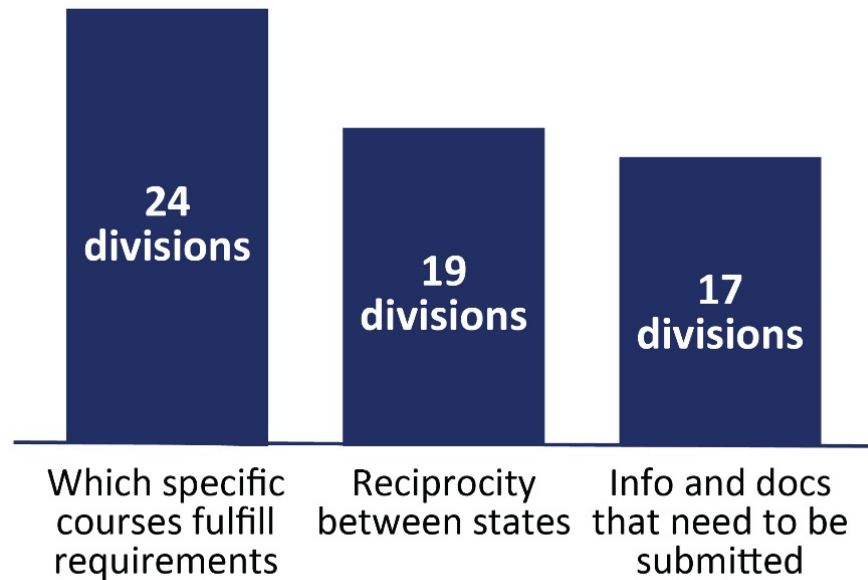 24
divisions
19
divisions
17
divisions
Which specific
courses fulfill
requirements
Reciprocity
between states
Info and docs
that need to be
submitted